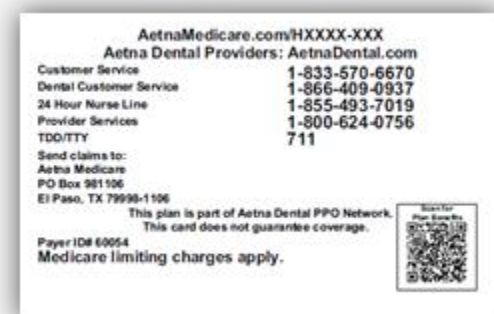 AetnaMedicare.com/HXXXX-XXX
Aetna Dental Providers: AetnaDental.com
Customer Service 1-833-570-6670
Dental Customer Service 1-866-409-0937
24 Hour Nurse Line 1-855-493-7019
Provider Services 1-800-624-0756
TDD/TTY 711
Send claims to:
Aetna Medicare
PO Box 981106
El Paso, TX 79998-1106
This plan is part of Aetna Dental PPO Network.
This card does not guarantee coverage.
Scan for
Plan Benefits
Payer ID# 60054
Medicare limiting charges apply.